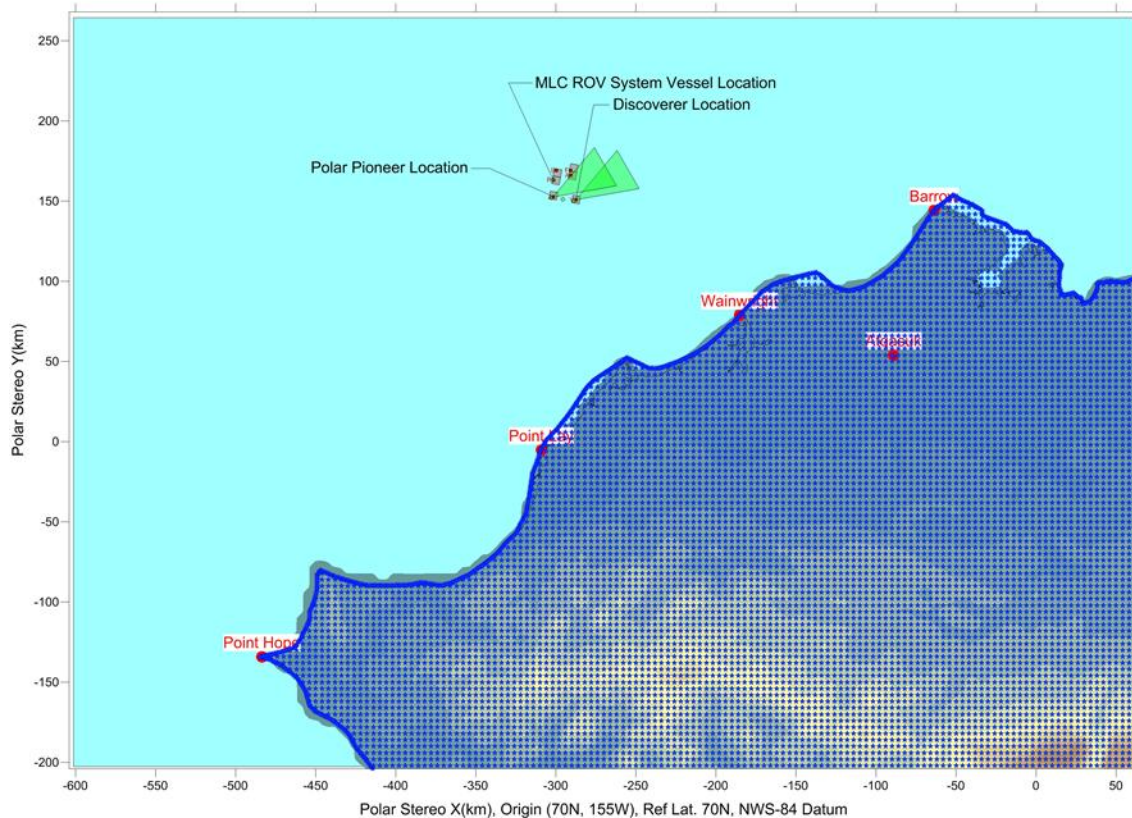 250
MLC ROV System Vessel Location
Discoverer Location
200
Polar Pioneer Location
150
Barrow
100
Wainwright
50
Atqasuk
Polar Stereo Y(km)
0
Point Lay
-50
-100
Point Hope
-150
-200
-600 -550 -500 -450 -400 -350 -300 -250 -200 -150 -100 -50 0 50
Polar Stereo X(km), Origin (70N, 155W), Ref Lat. 70N, NWS-84 Datum